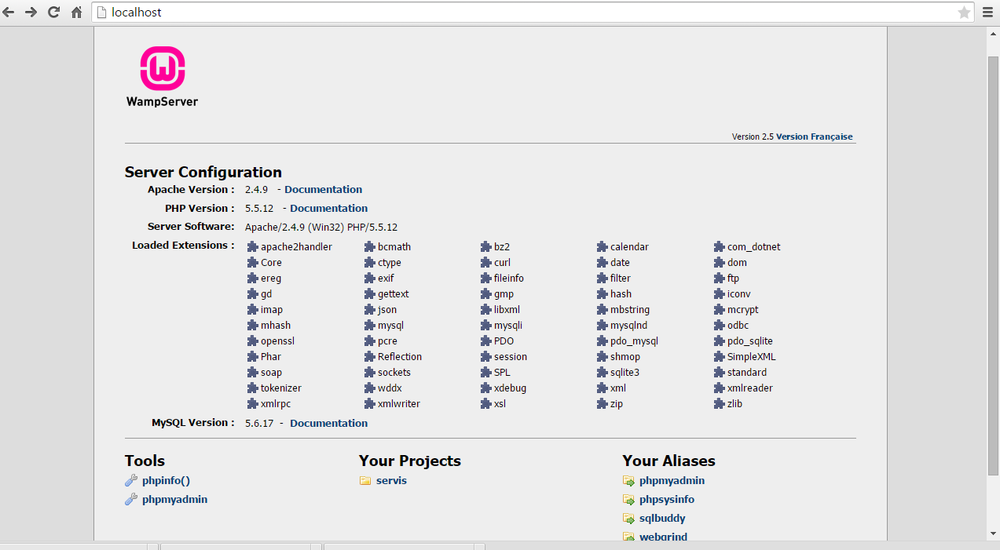 localhost
WampServer
Version 2.5 Version Française
Server Configuration
Apache Version : 2.4.9 - Documentation
PHP Version : 5.5.12 - Documentation
Server Software: Apache/2.4.9 (Win32) PHP/5.5.12
Loaded Extensions : apache2handler bcmath bz2 calendar com_dotnet
Core ctype curl date dom
ereg exif fileinfo filter ftp
gd gettext gmp hash iconv
imap json libxml mbstring mcrypt
mhash mysql mysqli mysqlnd odbc
openssl pcre PDO pdo_mysql pdo_sqlite
Phar Reflection session shmop SimpleXML
soap sockets SPL sqlite3 standard
tokenizer wddx xdebug xml xmlreader
xmlrpc xmlwriter xsl zip zlib
MySQL Version : 5.6.17 - Documentation
Tools Your Projects Your Aliases
phpinfo() servis phpmyadmin
phpmyadmin phpsysinfo
sqlbuddy
webgrind